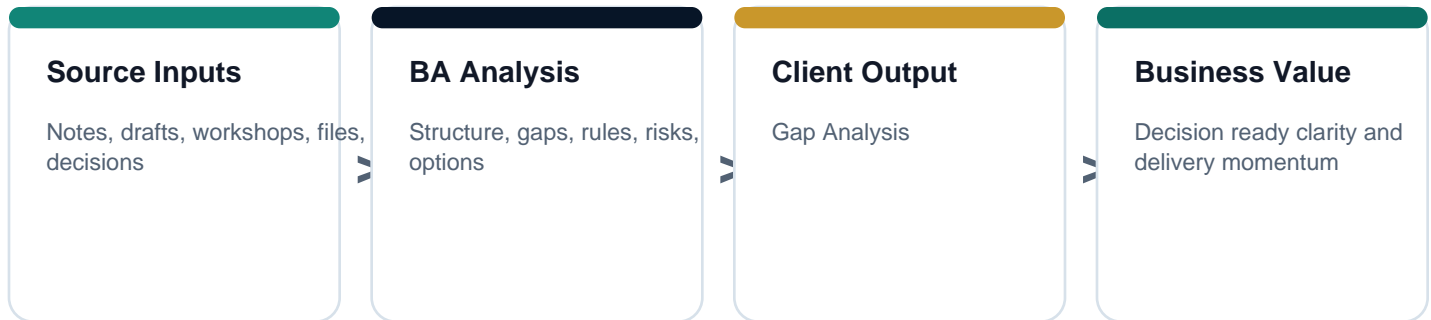 Source Inputs
Notes, drafts, workshops, files,
decisions
>
BA Analysis
Structure, gaps, rules, risks,
options
>
Client Output
Gap Analysis
>
Business Value
Decision ready clarity and
delivery momentum